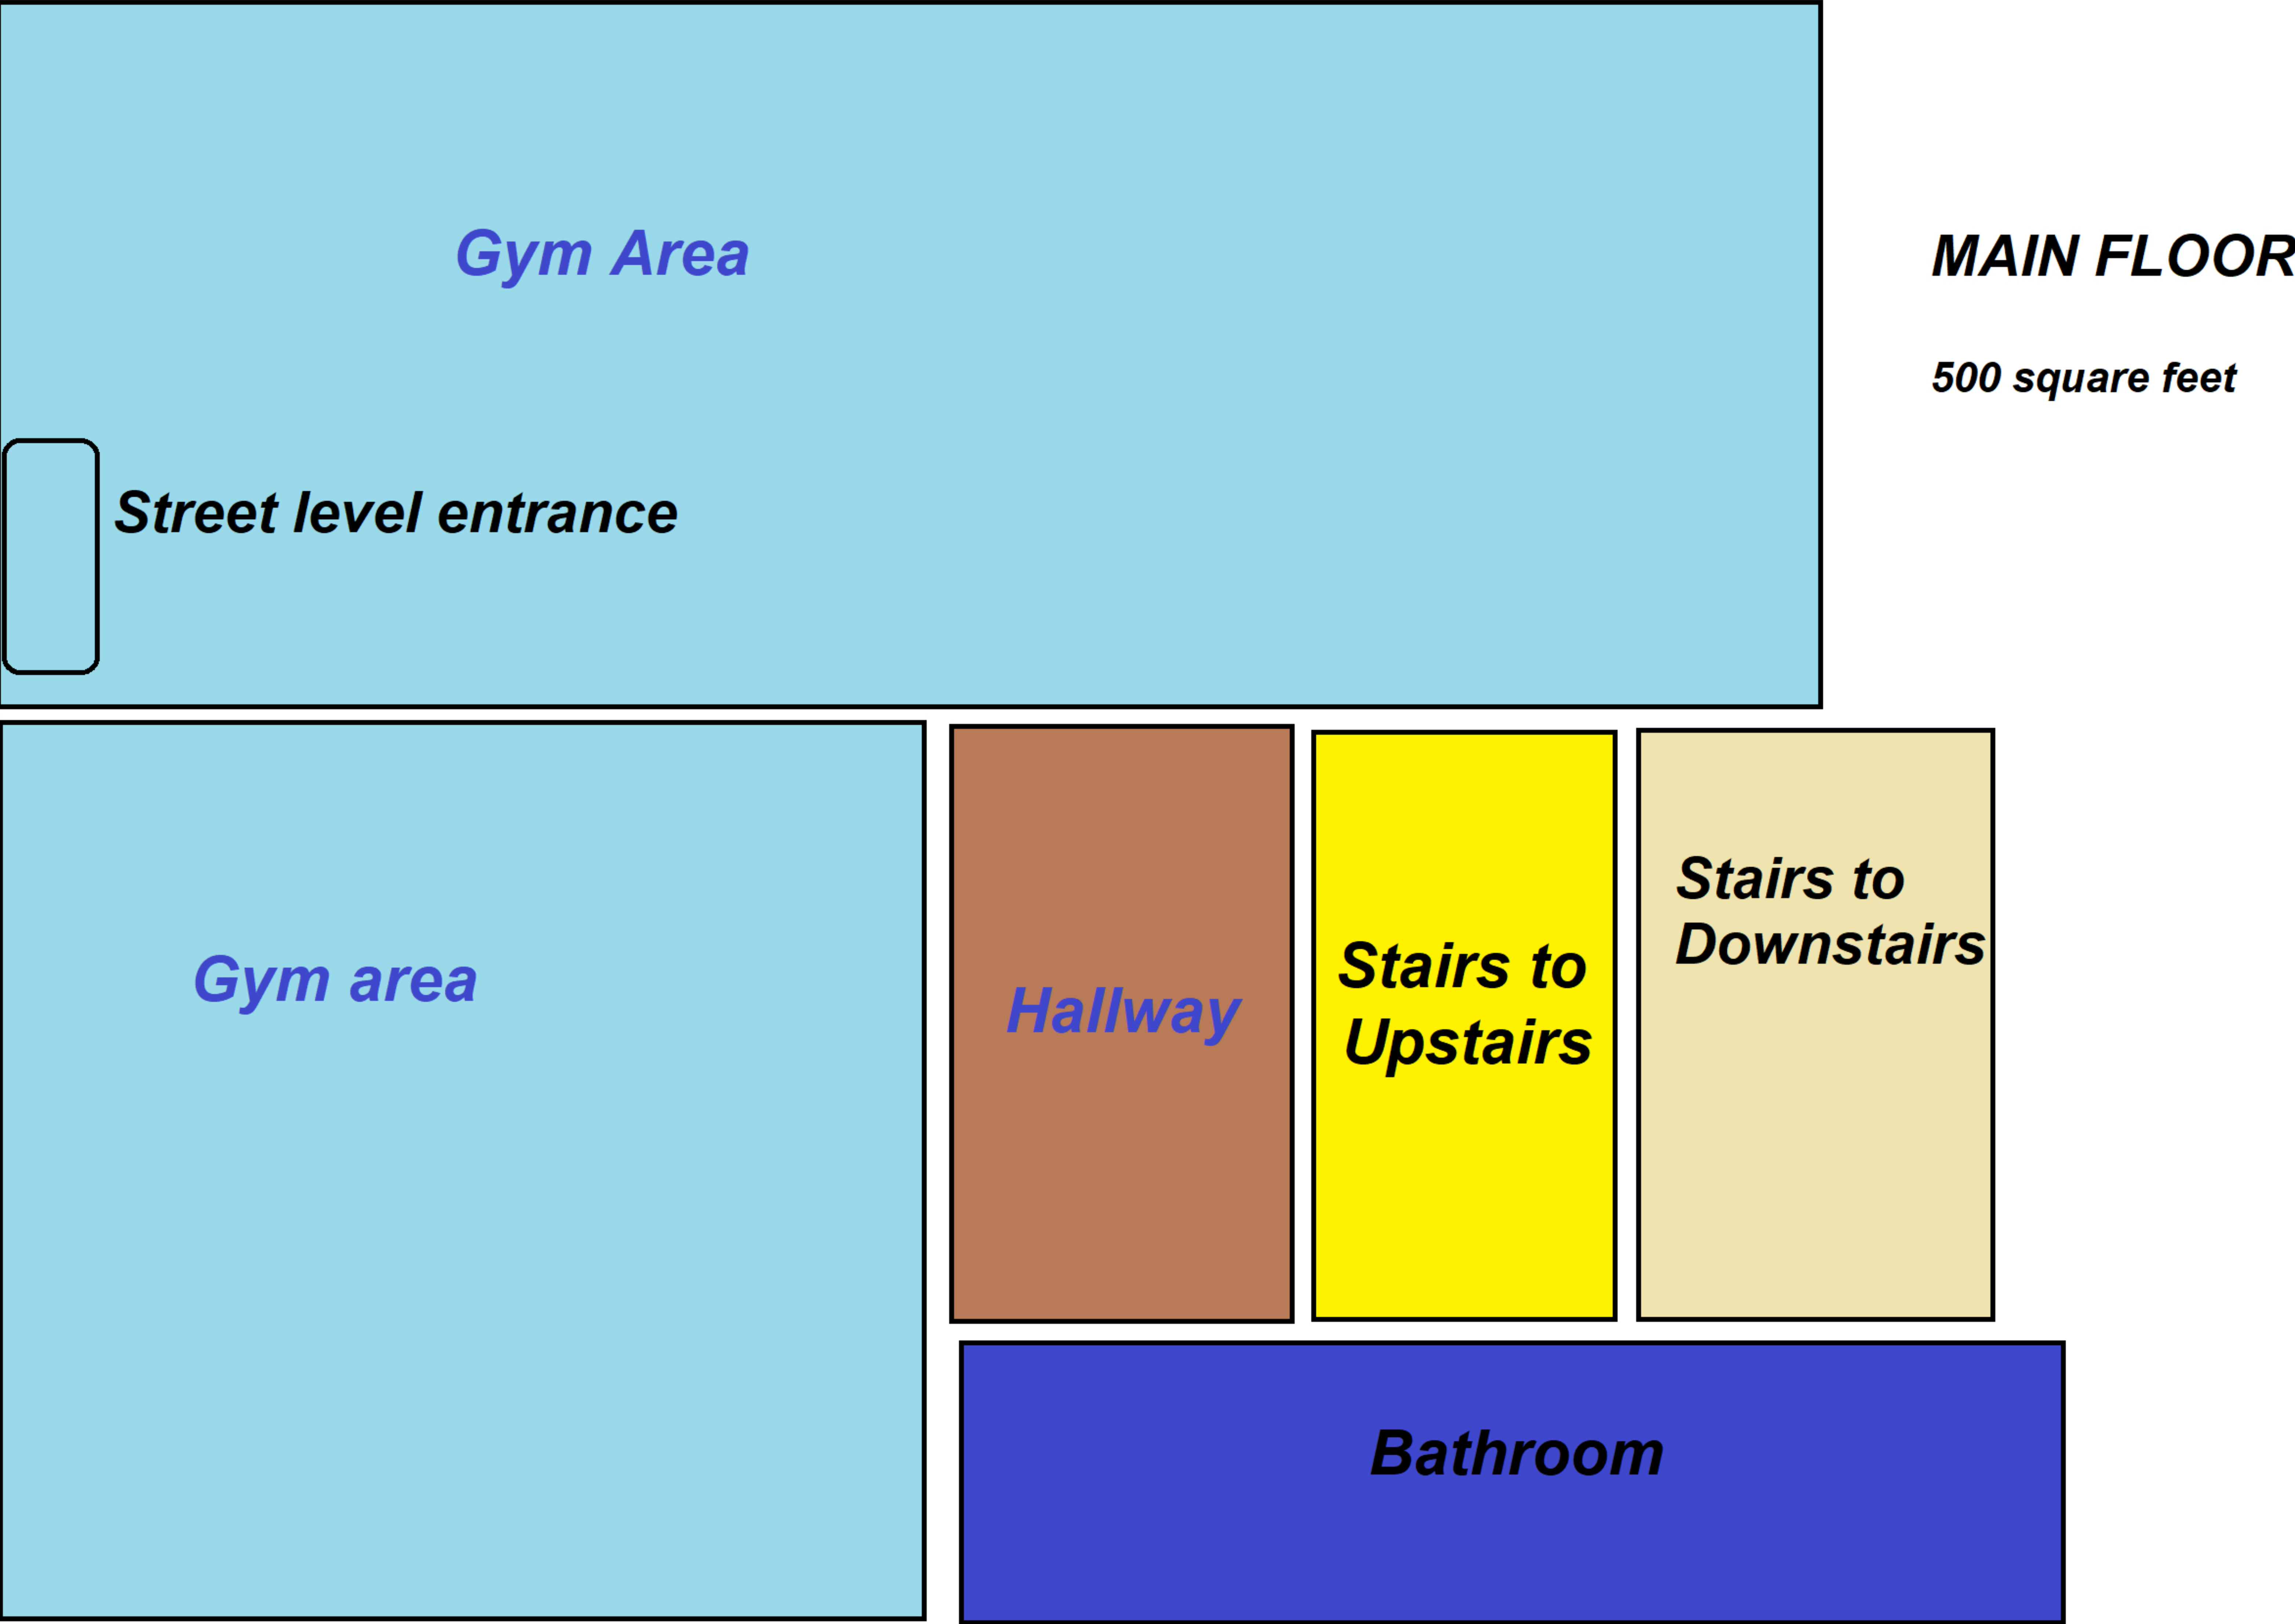 Gym Area
MAIN FLOOR
500 square feet
Street level entrance
Gym area
Hallway
Stairs to
Upstairs
Stairs to
Downstairs
Bathroom